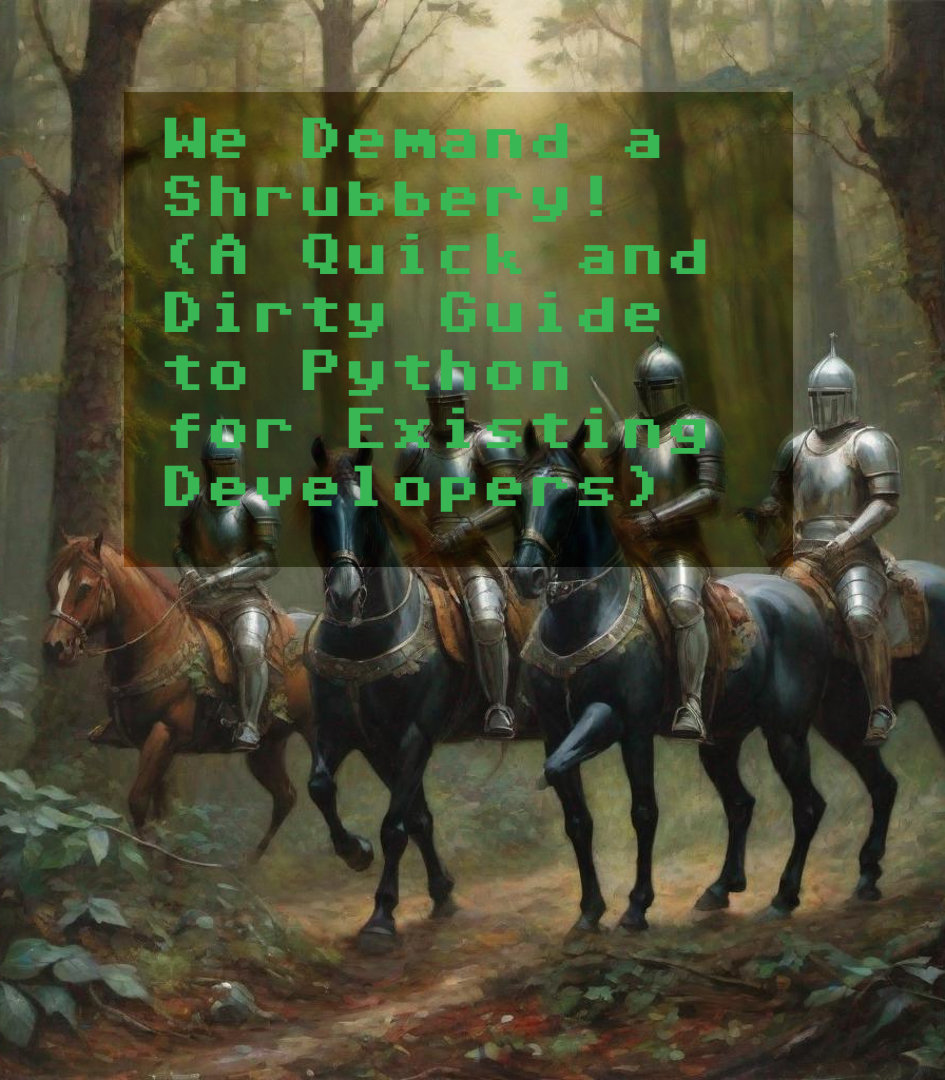 We Demand a
Shrubbery!
(A Quick and
Dirty Guide
to Python
for Existing
Developers)